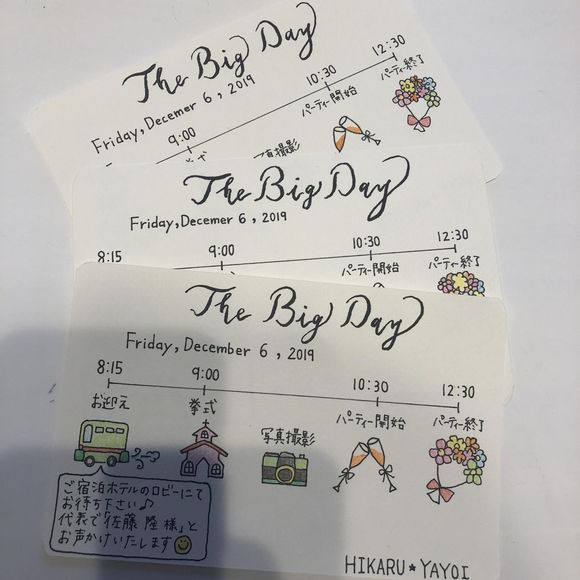 The Big Day
Friday, Decemer 6, 2019
9:00
10:30
12:30
パーティー開始
パーティー終了
The Big Day
Friday, Decemer 6, 2019
8:15
9:00
10:30
12:30
パーティー開始
パーティー終了
The Big Day
Friday, December 6, 2019
8:15
9:00
10:30
12:30
お迎え
挙式
写真撮影
パーティー開始
パーティー終了
ご宿泊ホテルのロビーにて
お待ち下さい♪
代表で「佐藤 隆 様」と
お声かけいたします
HIKARU★YAYOI